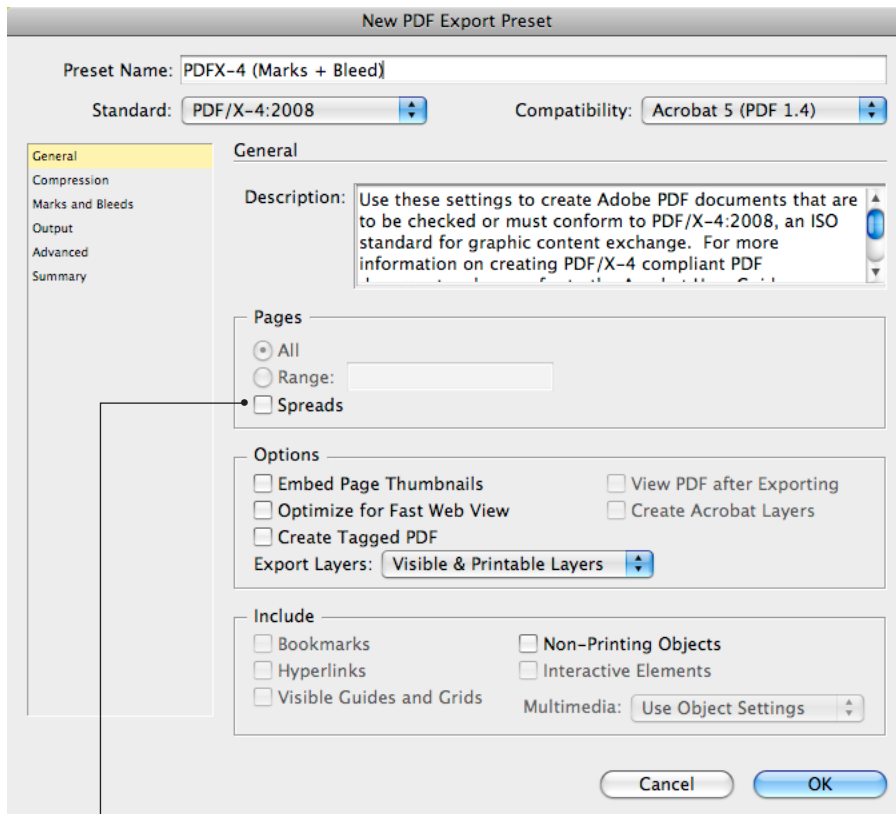 New PDF Export Preset
Preset Name: PDFX-4 (Marks + Bleed)
Standard: PDF/X-4:2008 Compatibility: Acrobat 5 (PDF 1.4)
General
Compression
Marks and Bleeds
Output
Advanced
Summary
General
Description: Use these settings to create Adobe PDF documents that are
to be checked or must conform to PDF/X-4:2008, an ISO
standard for graphic content exchange. For more
information on creating PDF/X-4 compliant PDF
Pages
All
Range:
Spreads
Options
Embed Page Thumbnails View PDF after Exporting
Optimize for Fast Web View Create Acrobat Layers
Create Tagged PDF
Export Layers: Visible & Printable Layers
Include
Bookmarks Non-Printing Objects
Hyperlinks Interactive Elements
Visible Guides and Grids Multimedia: Use Object Settings
Cancel OK